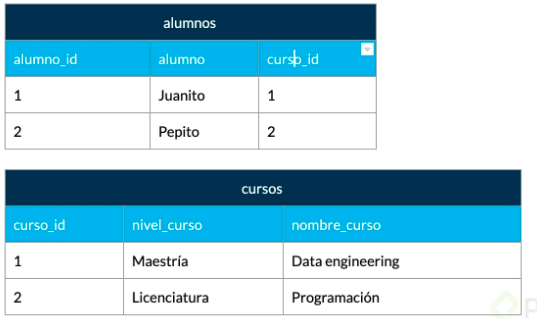 alumnos
alumno_id alumno curso_id
1 Juanito 1
2 Pepito 2
cursos
curso_id nivel_curso nombre_curso
1 Maestría Data engineering
2 Licenciatura Programación